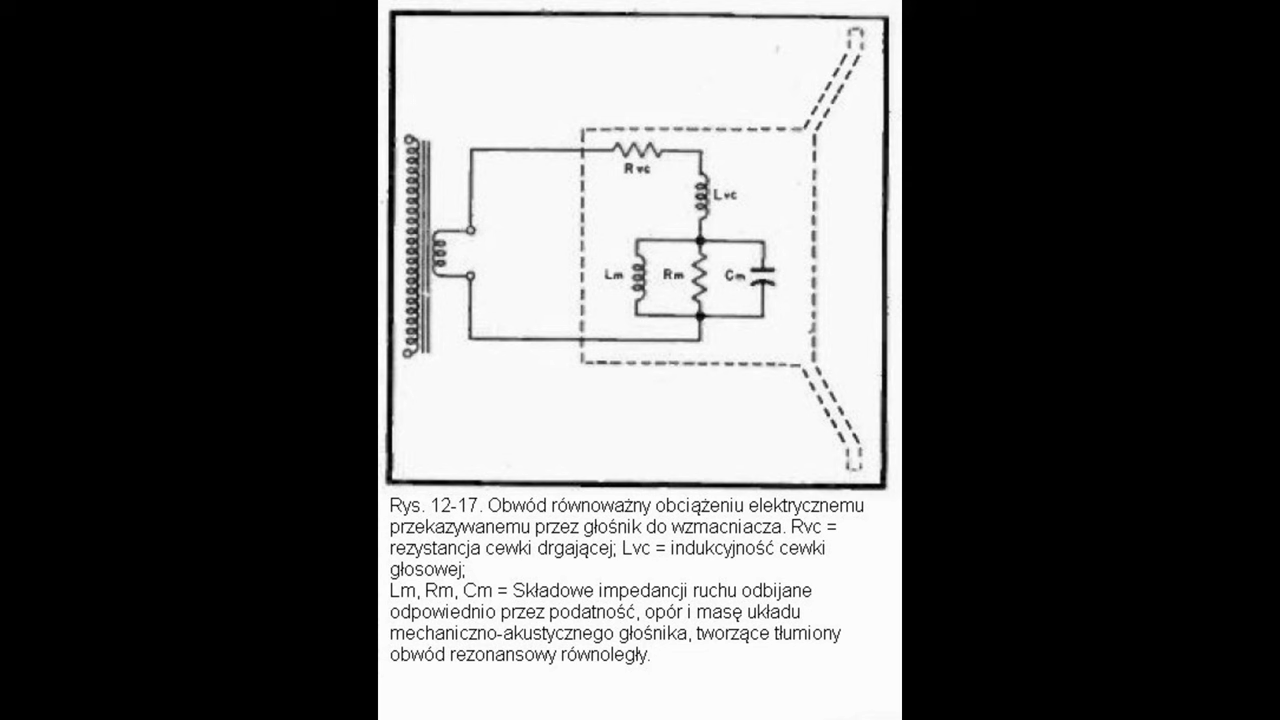 Rvc
Lvc
Lm
Rm
Cm
Rys. 12-17. Obwód równoważny obciążeniu elektrycznemu
przekazywanemu przez głośnik do wzmacniacza. Rvc =
rezystancja cewki drgającej; Lvc = indukcyjność cewki
głosowej;
Lm, Rm, Cm = Składowe impedancji ruchu odbijane
odpowiednio przez podatność, opór i masę układu
mechaniczno-akustycznego głośnika, tworzące tłumiony
obwód rezonansowy równoległy.